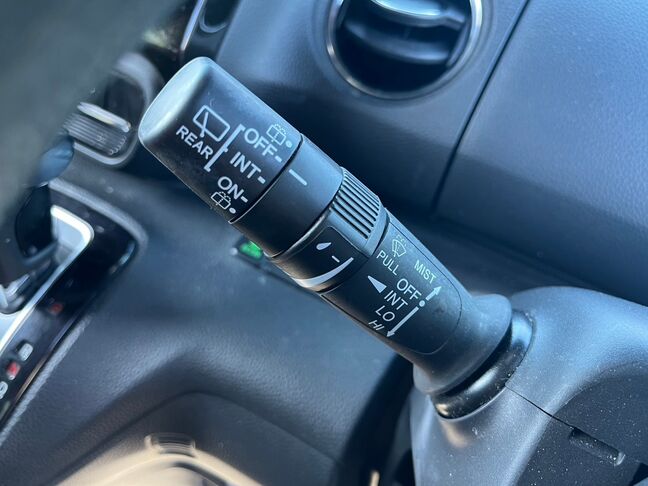 REAR
OFF
INT
ON
PULL
MIST
OFF
INT
LO
HI